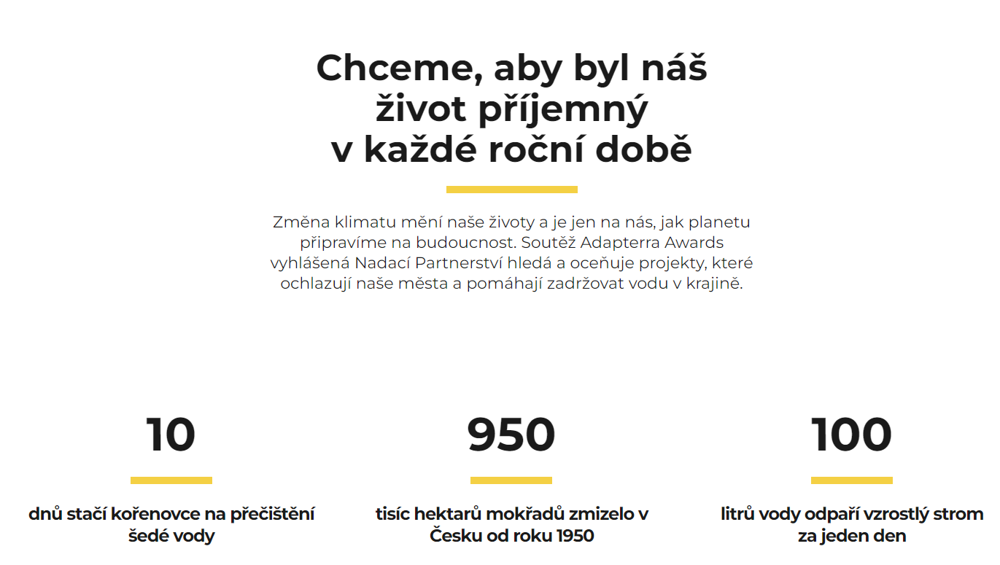 Chceme, aby byl náš
život příjemný
v každé roční době
Změna klimatu mění naše životy a je jen na nás, jak planetu
připravíme na budoucnost. Soutěž Adapterra Awards
vyhlášená Nadací Partnerství hledá a oceňuje projekty, které
ochlazují naše města a pomáhají zadržovat vodu v krajině.
10
dnů stačí kořenovce na přečištění
šedé vody
950
tisíc hektarů mokřadů zmizelo v
Česku od roku 1950
100
litrů vody odpaří vzrostlý strom
za jeden den